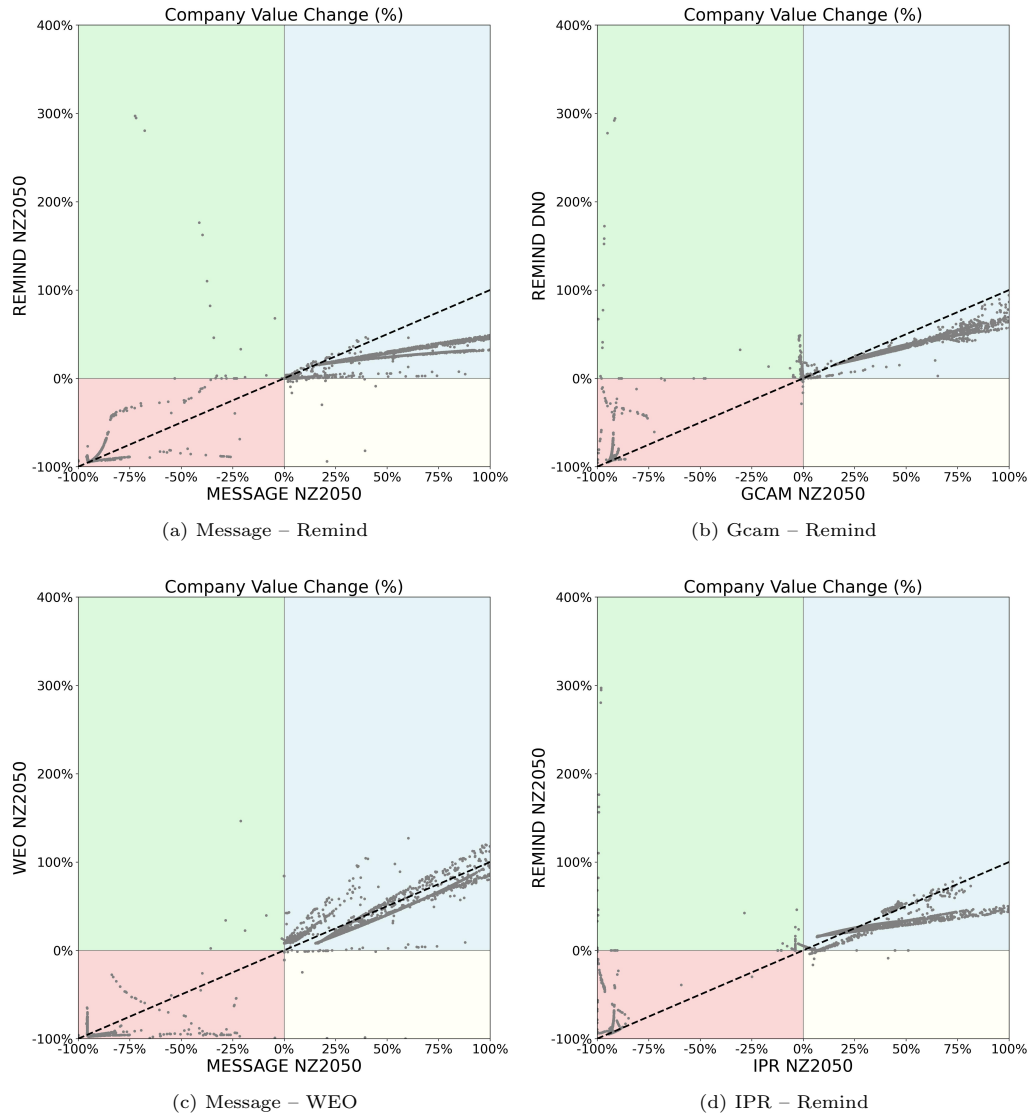 Company Value Change (%)
400%
300%
200%
100%
0%
-100%
REMIND NZ2050
-100% -75% -50% -25% 0% 25% 50% 75% 100%
MESSAGE NZ2050
(a) Message – Remind
Company Value Change (%)
400%
300%
200%
100%
0%
-100%
REMIND DN0
-100% -75% -50% -25% 0% 25% 50% 75% 100%
GCAM NZ2050
(b) Gcam – Remind
Company Value Change (%)
400%
300%
200%
100%
0%
-100%
WEO NZ2050
-100% -75% -50% -25% 0% 25% 50% 75% 100%
MESSAGE NZ2050
(c) Message – WEO
Company Value Change (%)
400%
300%
200%
100%
0%
-100%
REMIND NZ2050
-100% -75% -50% -25% 0% 25% 50% 75% 100%
IPR NZ2050
(d) IPR – Remind